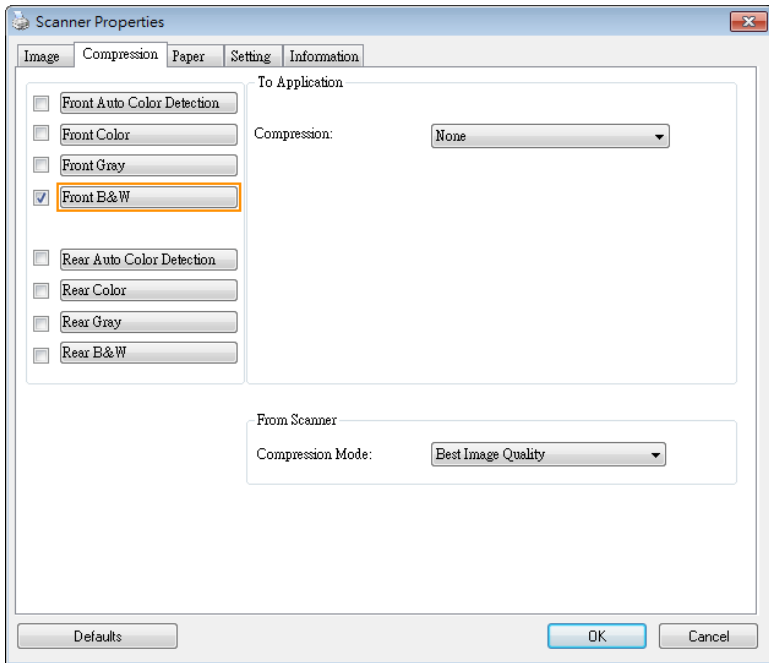 Scanner Properties
Image Compression Paper Setting Information
Front Auto Color Detection
Front Color
Front Gray
Front B&W
Rear Auto Color Detection
Rear Color
Rear Gray
Rear B&W
To Application
Compression: None
From Scanner
Compression Mode: Best Image Quality
Defaults OK Cancel